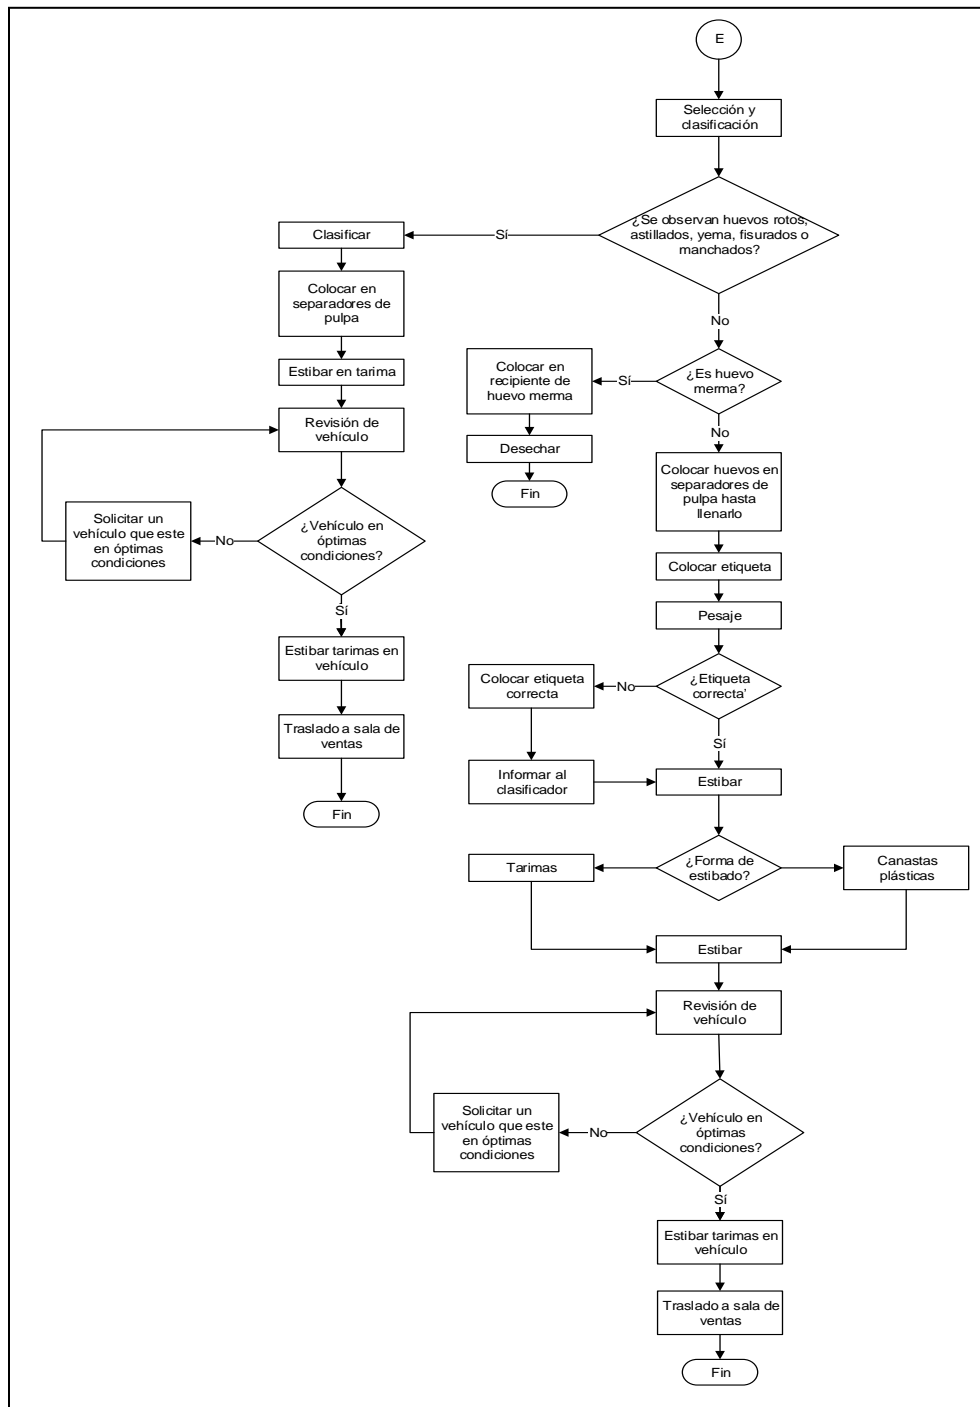 E
Selección y
clasificación
¿Se observan huevos rotos,
astillados, yema, fisurados o
manchados?
Sí
Clasificar
Colocar en
separadores de
pulpa
Estibar en tarima
Revisión de
vehículo
¿Vehículo en
óptimas
condiciones?
No
Solicitar un
vehículo que este
en óptimas
condiciones
Sí
Estibar tarimas en
vehículo
Traslado a sala de
ventas
Fin
No
¿Es huevo
merma?
Sí
Colocar en
recipiente de
huevo merma
Desechar
Fin
No
Colocar huevos en
separadores de
pulpa hasta
llenarlo
Colocar etiqueta
Pesaje
¿Etiqueta
correcta'
No
Colocar etiqueta
correcta
Informar al
clasificador
Sí
Estibar
¿Forma de
estibado?
Tarimas
Canastas
plásticas
Estibar
Revisión de
vehículo
¿Vehículo en
óptimas
condiciones?
No
Solicitar un
vehículo que este
en óptimas
condiciones
Sí
Estibar tarimas en
vehículo
Traslado a sala de
ventas
Fin